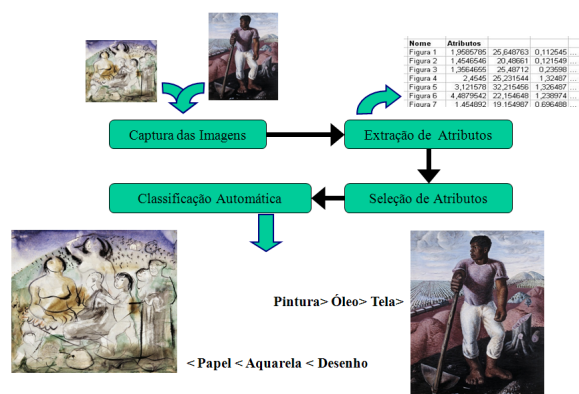 Nome Atributos
Figura 1 1,9585785 25,648763 0,112545 ...
Figura 2 1,4546546 20,48661 0,121549 ...
Figura 3 1,3564655 25,48712 0,23598 ...
Figura 4 2,4545 25,231544 1,32487 ...
Figura 5 3,121578 32,215456 1,326487 ...
Figura 6 4,4879542 22,154648 1,238974 ...
Figura 7 1,454892 19,154987 0,696488 ...
Captura das Imagens
Extração de Atributos
Classificação Automática
Seleção de Atributos
Pintura> Óleo> Tela>
< Papel < Aquarela < Desenho